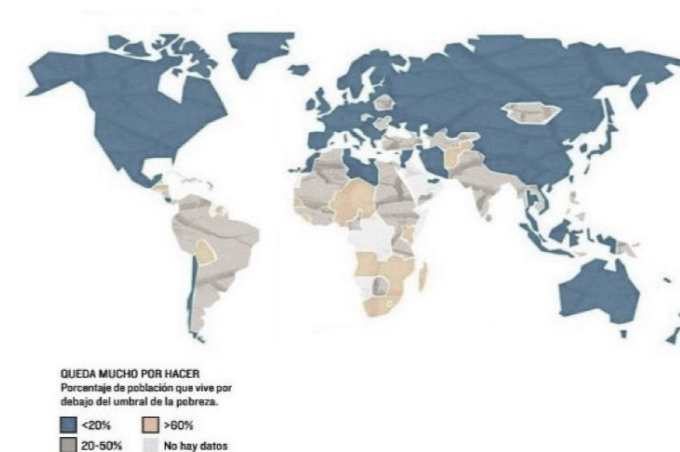 QUEDA MUCHO POR HACER
Porcentaje de población que vive por
debajo del umbral de la pobreza.
<20%
>60%
20-50%
No hay datos